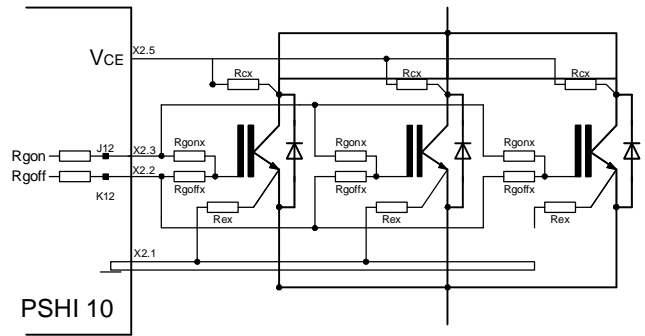 VCE X2.5
Rcx Rcx Rcx
Rgon J12 X2.3 Rgonx Rgonx Rgonx
Rgoff K12 X2.2 Rgoffx Rgoffx Rgoffx
Rex Rex Rex
X2.1
PSHI 10